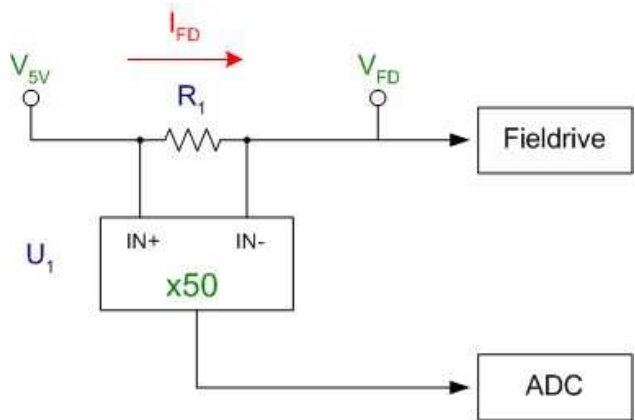 I_FD
V_5V
R_1
V_FD
Fieldrive
IN+ IN-
U_1
x50
ADC